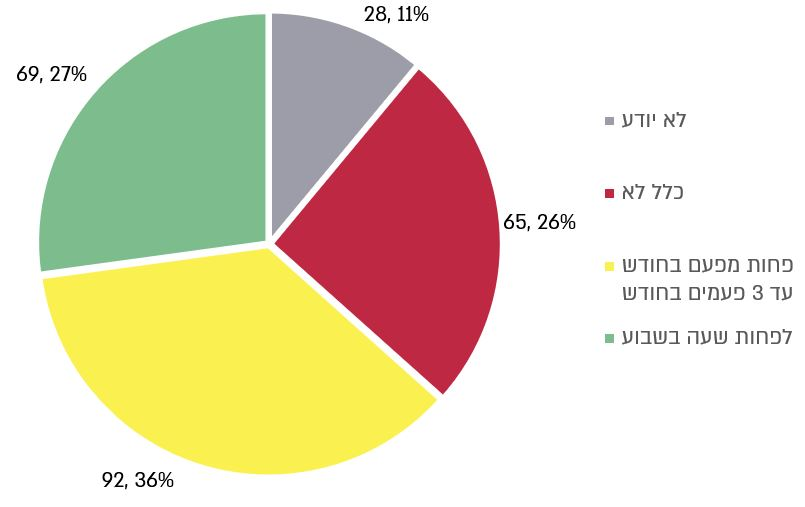 28, 11%
69, 27%
65, 26%
92, 36%
לא יודע
כלל לא
פחות מפעם בחודש
עד 3 פעמים בחודש
לפחות שעה בשבוע